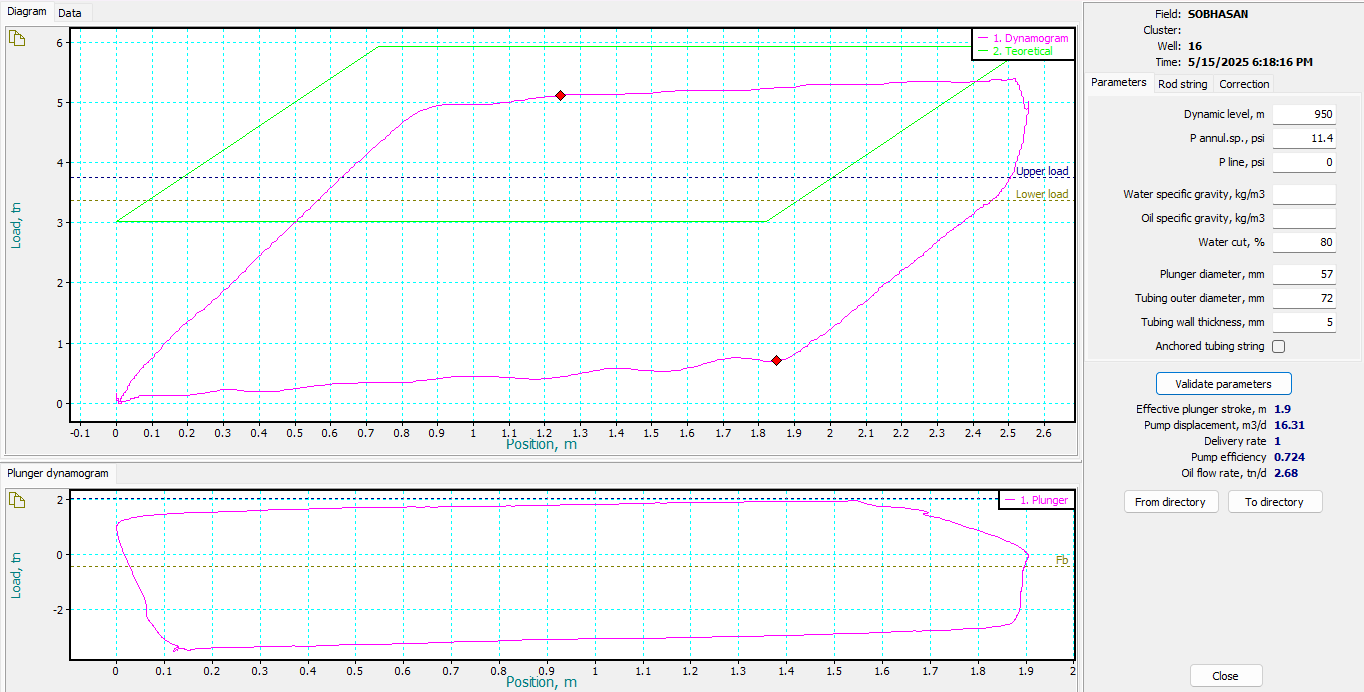 Diagram Data
1. Dynamogram
2. Teoretical
Upper load
Lower load
Load, tn
6
5
4
3
2
1
0
-0.1 0 0.1 0.2 0.3 0.4 0.5 0.6 0.7 0.8 0.9 1 1.1 1.2 1.3 1.4 1.5 1.6 1.7 1.8 1.9 2 2.1 2.2 2.3 2.4 2.5 2.6
Position, m
Plunger dynamogram
1. Plunger
Fb
Load, tn
2
0
-2
0 0.1 0.2 0.3 0.4 0.5 0.6 0.7 0.8 0.9 1 1.1 1.2 1.3 1.4 1.5 1.6 1.7 1.8 1.9 2
Position, m
Field: SOBHASAN
Cluster:
Well: 16
Time: 5/15/2025 6:18:16 PM
Parameters Rod string Correction
Dynamic level, m 950
P annul.sp., psi 11.4
P line, psi 0
Water specific gravity, kg/m3
Oil specific gravity, kg/m3
Water cut, % 80
Plunger diameter, mm 57
Tubing outer diameter, mm 72
Tubing wall thickness, mm 5
Anchored tubing string
Validate parameters
Effective plunger stroke, m 1.9
Pump displacement, m3/d 16.31
Delivery rate 1
Pump efficiency 0.724
Oil flow rate, tn/d 2.68
From directory To directory
Close